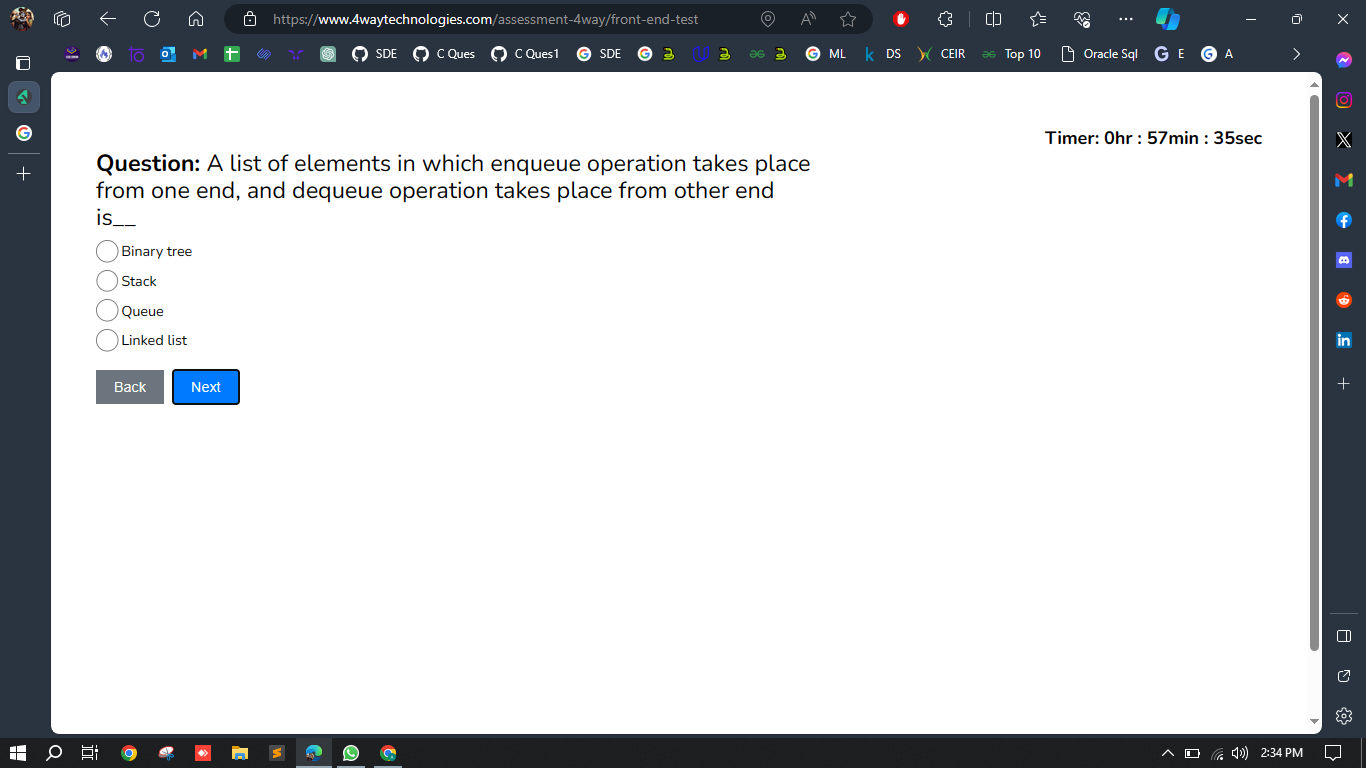 https://www.4waytechnologies.com/assessment-4way/front-end-test
SDE
C Ques
C Ques1
SDE
ML
DS
CEIR
Top 10
Oracle Sql
E
A
Timer: 0hr : 57min : 35sec
Question: A list of elements in which enqueue operation takes place
from one end, and dequeue operation takes place from other end
is__
Binary tree
Stack
Queue
Linked list
Back Next
2:34 PM